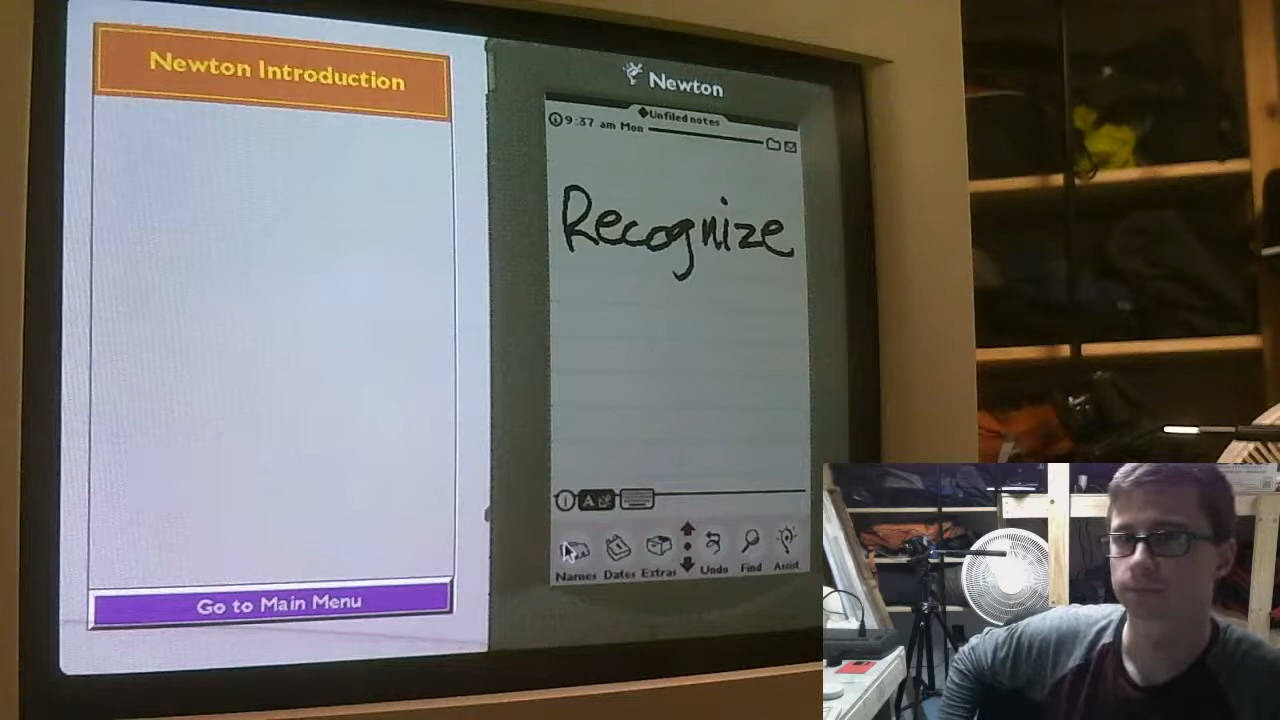 Newton Introduction
Go to Main Menu
Newton
Unfiled notes
9:37 am Mon
Recognize
A
Names Dates Extras Undo Find Assist